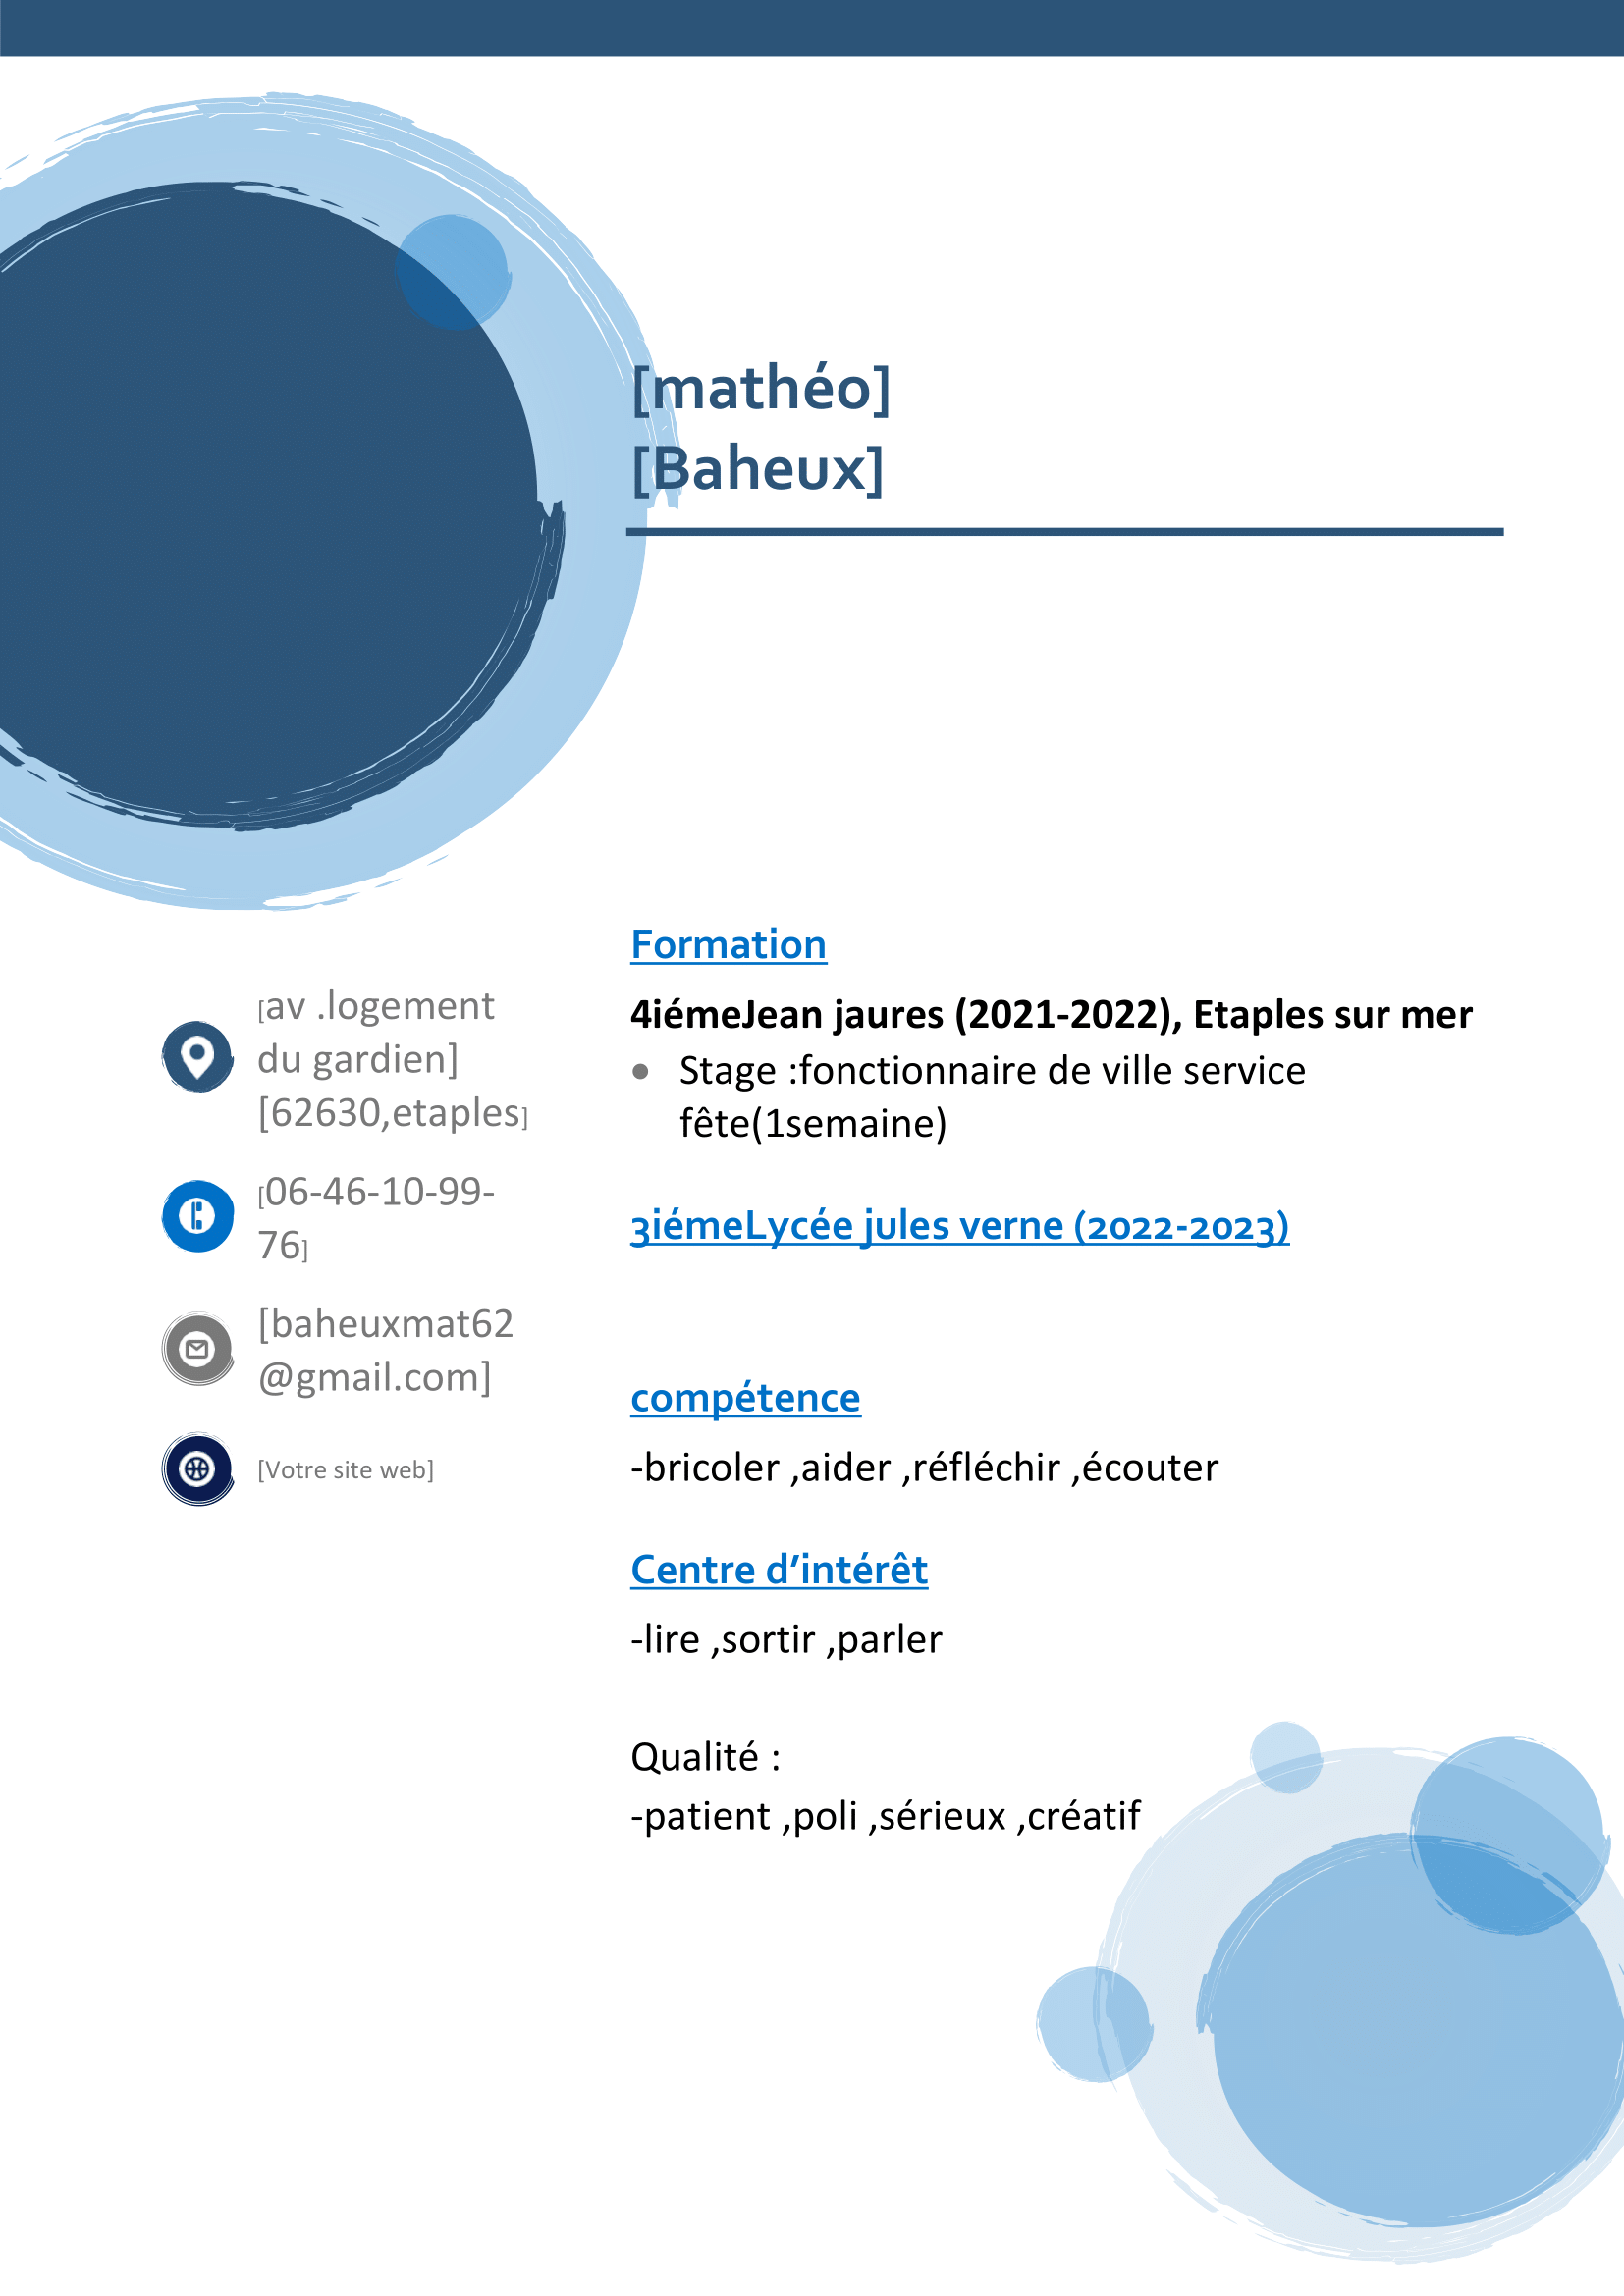 [mathéo]
[Baheux]
[av .logement
du gardien]
[62630,etaples]
[06-46-10-99-
76]
[baheuxmat62
@gmail.com]
[Votre site web]
Formation
4iémeJean jaures (2021-2022), Etaples sur mer
• Stage :fonctionnaire de ville service
fête(1semaine)
3iémeLycée jules verne (2022-2023)
compétence
-bricoler ,aider ,réfléchir ,écouter
Centre d’intérêt
-lire ,sortir ,parler
Qualité :
-patient ,poli ,sérieux ,créatif